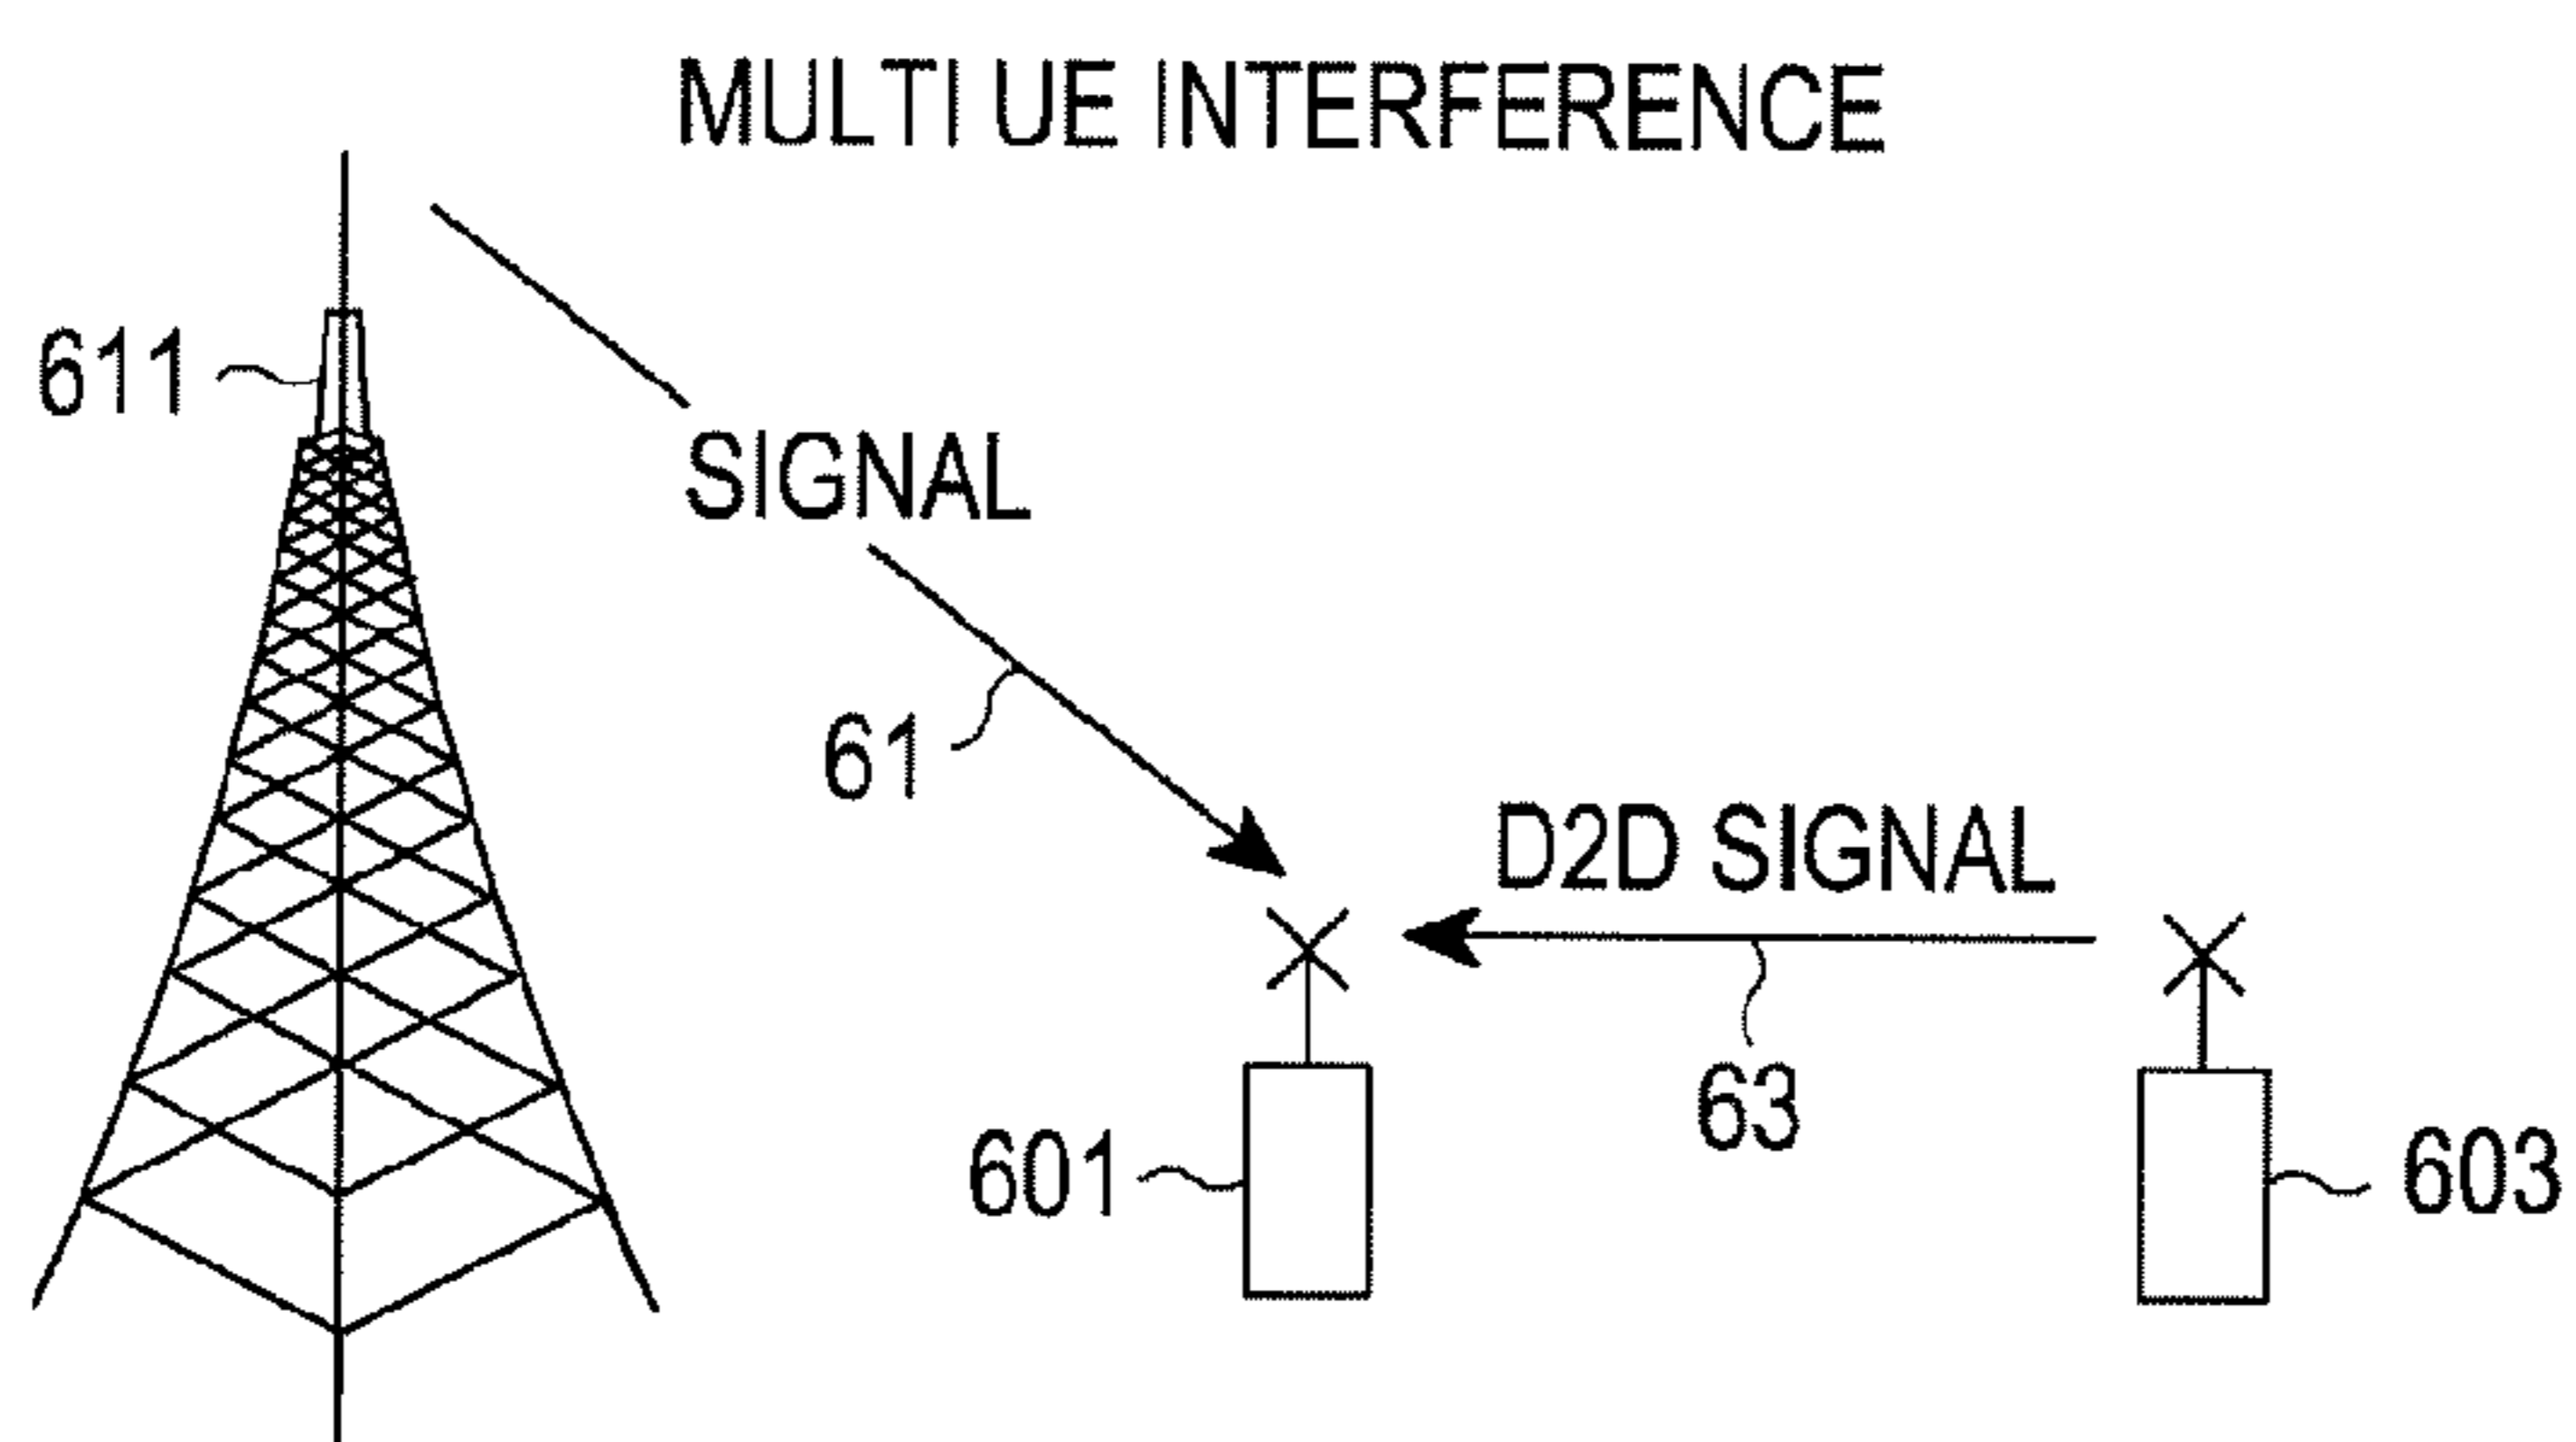 MULTI UE INTERFERENCE
611
SIGNAL
61
D2D SIGNAL
63
601
603